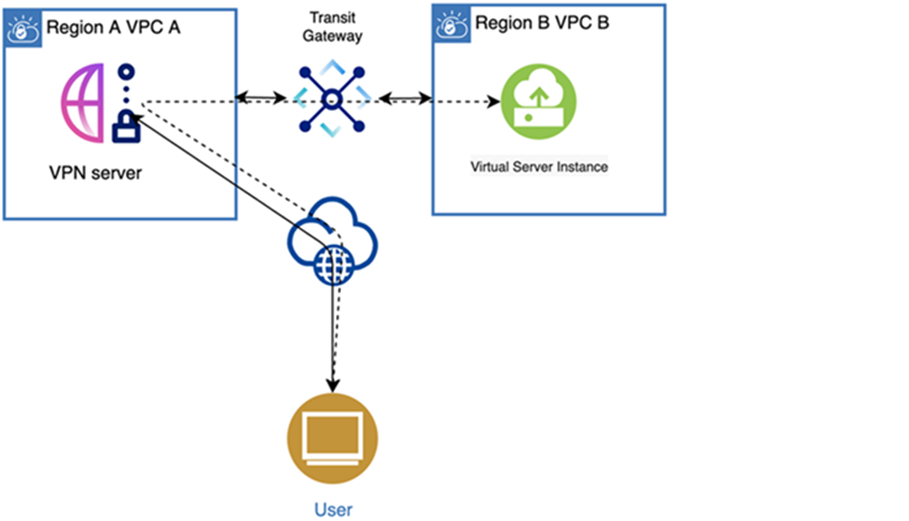 Region A VPC A
Transit
Gateway
Region B VPC B
VPN server
Virtual Server Instance
User